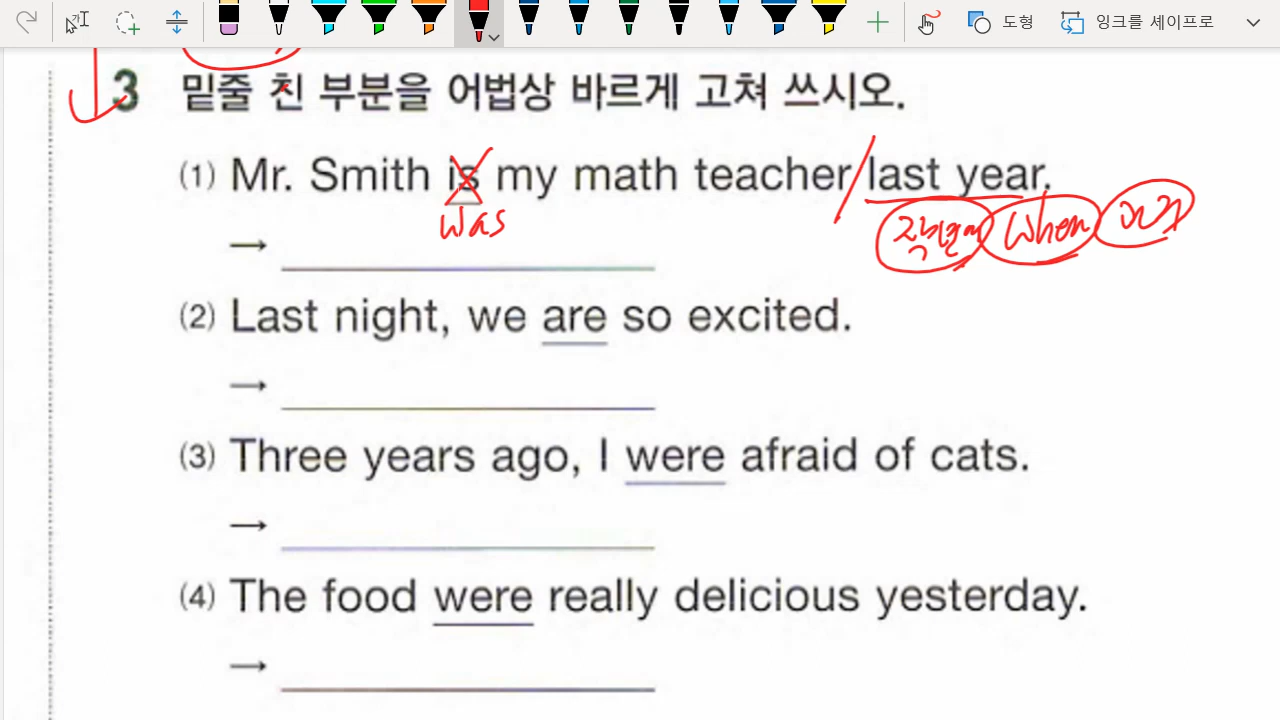 도형
잉크를 셰이프로
3 밑줄 친 부분을 어법상 바르게 고쳐 쓰시오.
(1) Mr. Smith is my math teacher/last year.
was
작년에 When
→
(2) Last night, we are so excited.
→
(3) Three years ago, I were afraid of cats.
→
(4) The food were really delicious yesterday.
→